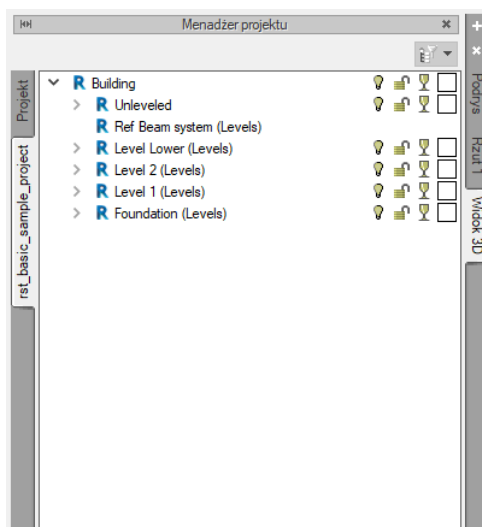 Menadżer projektu
Projekt
rst_basic_sample_project
R Building
R Unleveled
R Ref Beam system (Levels)
R Level Lower (Levels)
R Level 2 (Levels)
R Level 1 (Levels)
R Foundation (Levels)
Podrys
Rzut 1
Widok 3D